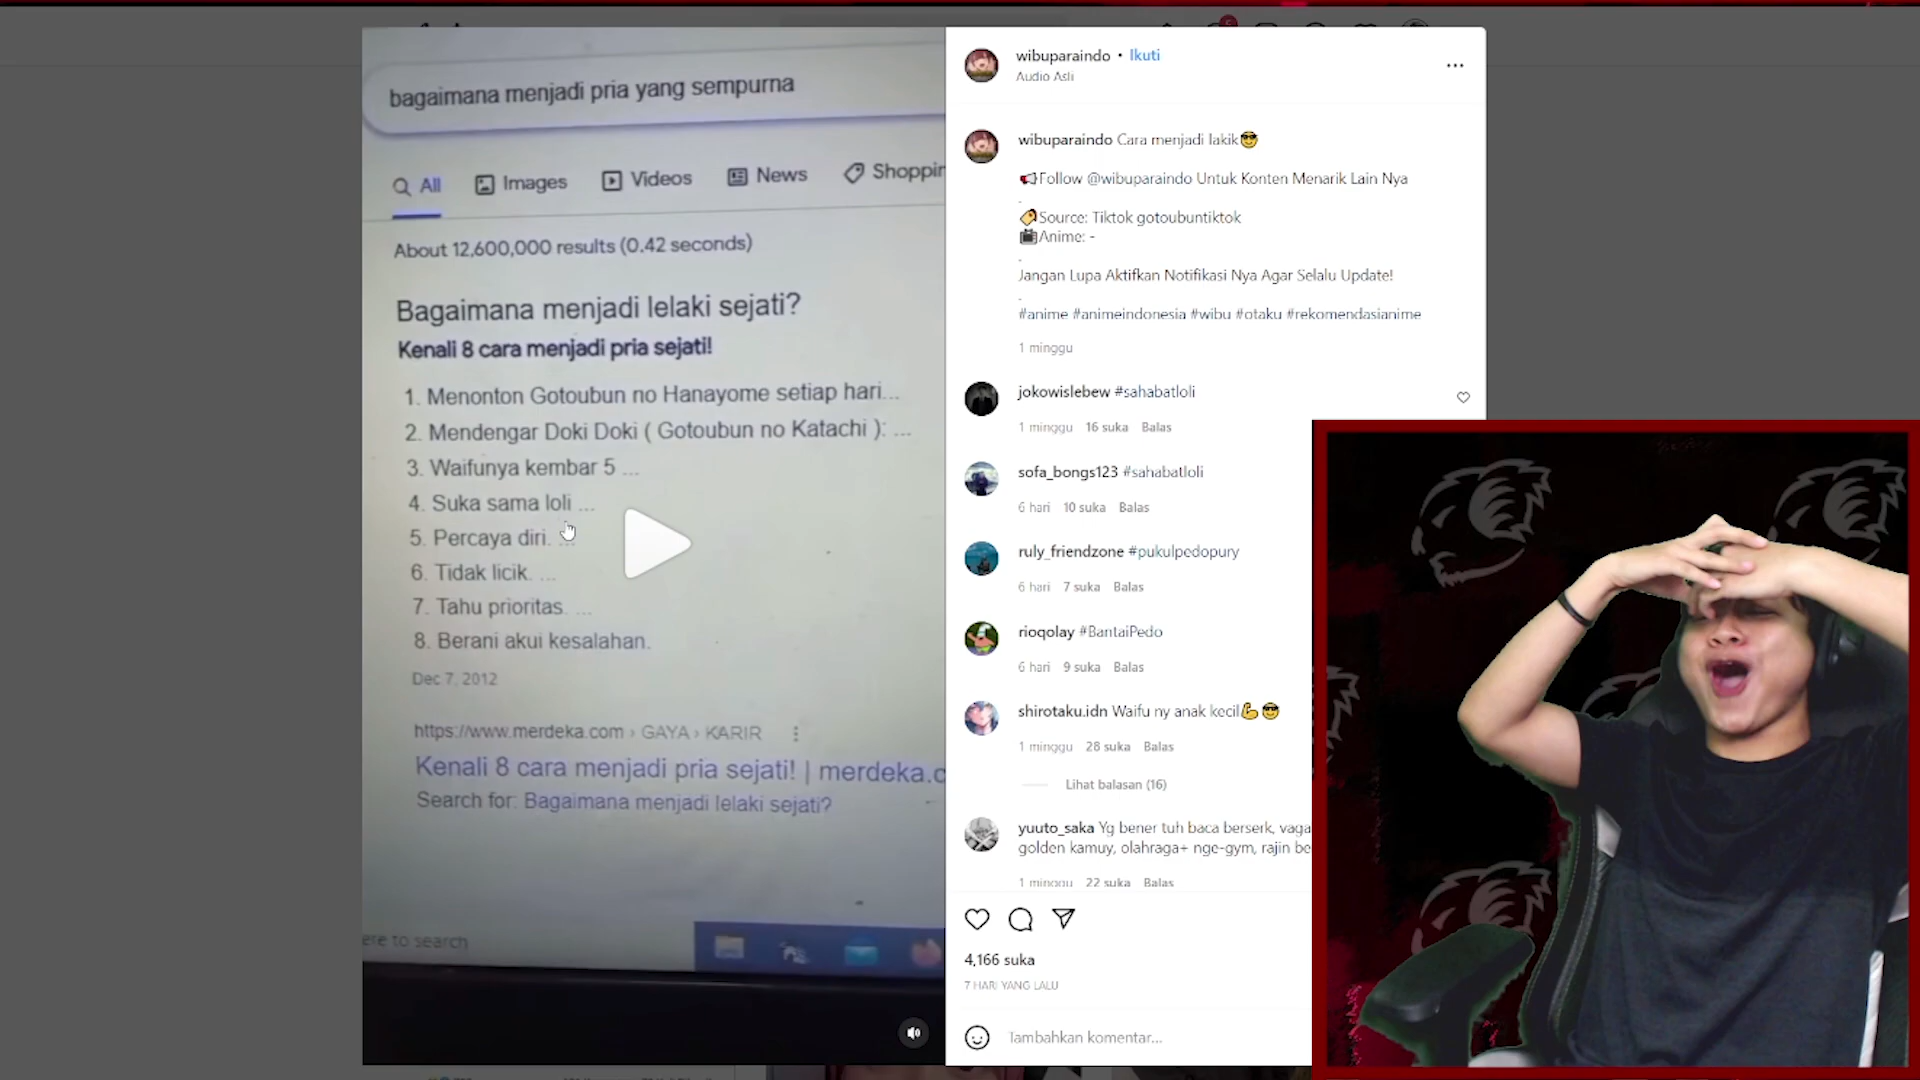 bagaimana menjadi pria yang sempurna
All Images Videos News Shoppin
About 12,600,000 results (0.42 seconds)
Bagaimana menjadi lelaki sejati?
Kenali 8 cara menjadi pria sejati!
1. Menonton Gotoubun no Hanayome setiap hari...
2. Mendengar Doki Doki ( Gotoubun no Katachi ): ...
3. Waifunya kembar 5 ...
4. Suka sama loli ...
5. Percaya diri. ...
6. Tidak licik. ...
7. Tahu prioritas. ...
8. Berani akui kesalahan.
Dec 7, 2012
https://www.merdeka.com › GAYA › KARIR
Kenali 8 cara menjadi pria sejati! | merdeka.c
Search for: Bagaimana menjadi lelaki sejati?
ere to search
wibuparaindo • Ikuti
Audio Asli
wibuparaindo Cara menjadi lakik😎
📢Follow @wibuparaindo Untuk Konten Menarik Lain Nya
.
🏷️Source: Tiktok gotoubuntiktok
📺Anime: -
.
Jangan Lupa Aktifkan Notifikasi Nya Agar Selalu Update!
.
#anime #animeindonesia #wibu #otaku #rekomendasianime
1 minggu
jokowislebew #sahabatloli
1 minggu 16 suka Balas
sofa_bongs123 #sahabatloli
6 hari 10 suka Balas
ruly_friendzone #pukulpedopury
6 hari 7 suka Balas
rioqolay #BantaiPedo
6 hari 9 suka Balas
shirotaku.idn Waifu ny anak kecil💪😎
1 minggu 28 suka Balas
Lihat balasan (16)
yuuto_saka Yg bener tuh baca berserk, vaga
golden kamuy, olahraga+ nge-gym, rajin be
1 minggu 22 suka Balas
4,166 suka
7 HARI YANG LALU
Tambahkan komentar...